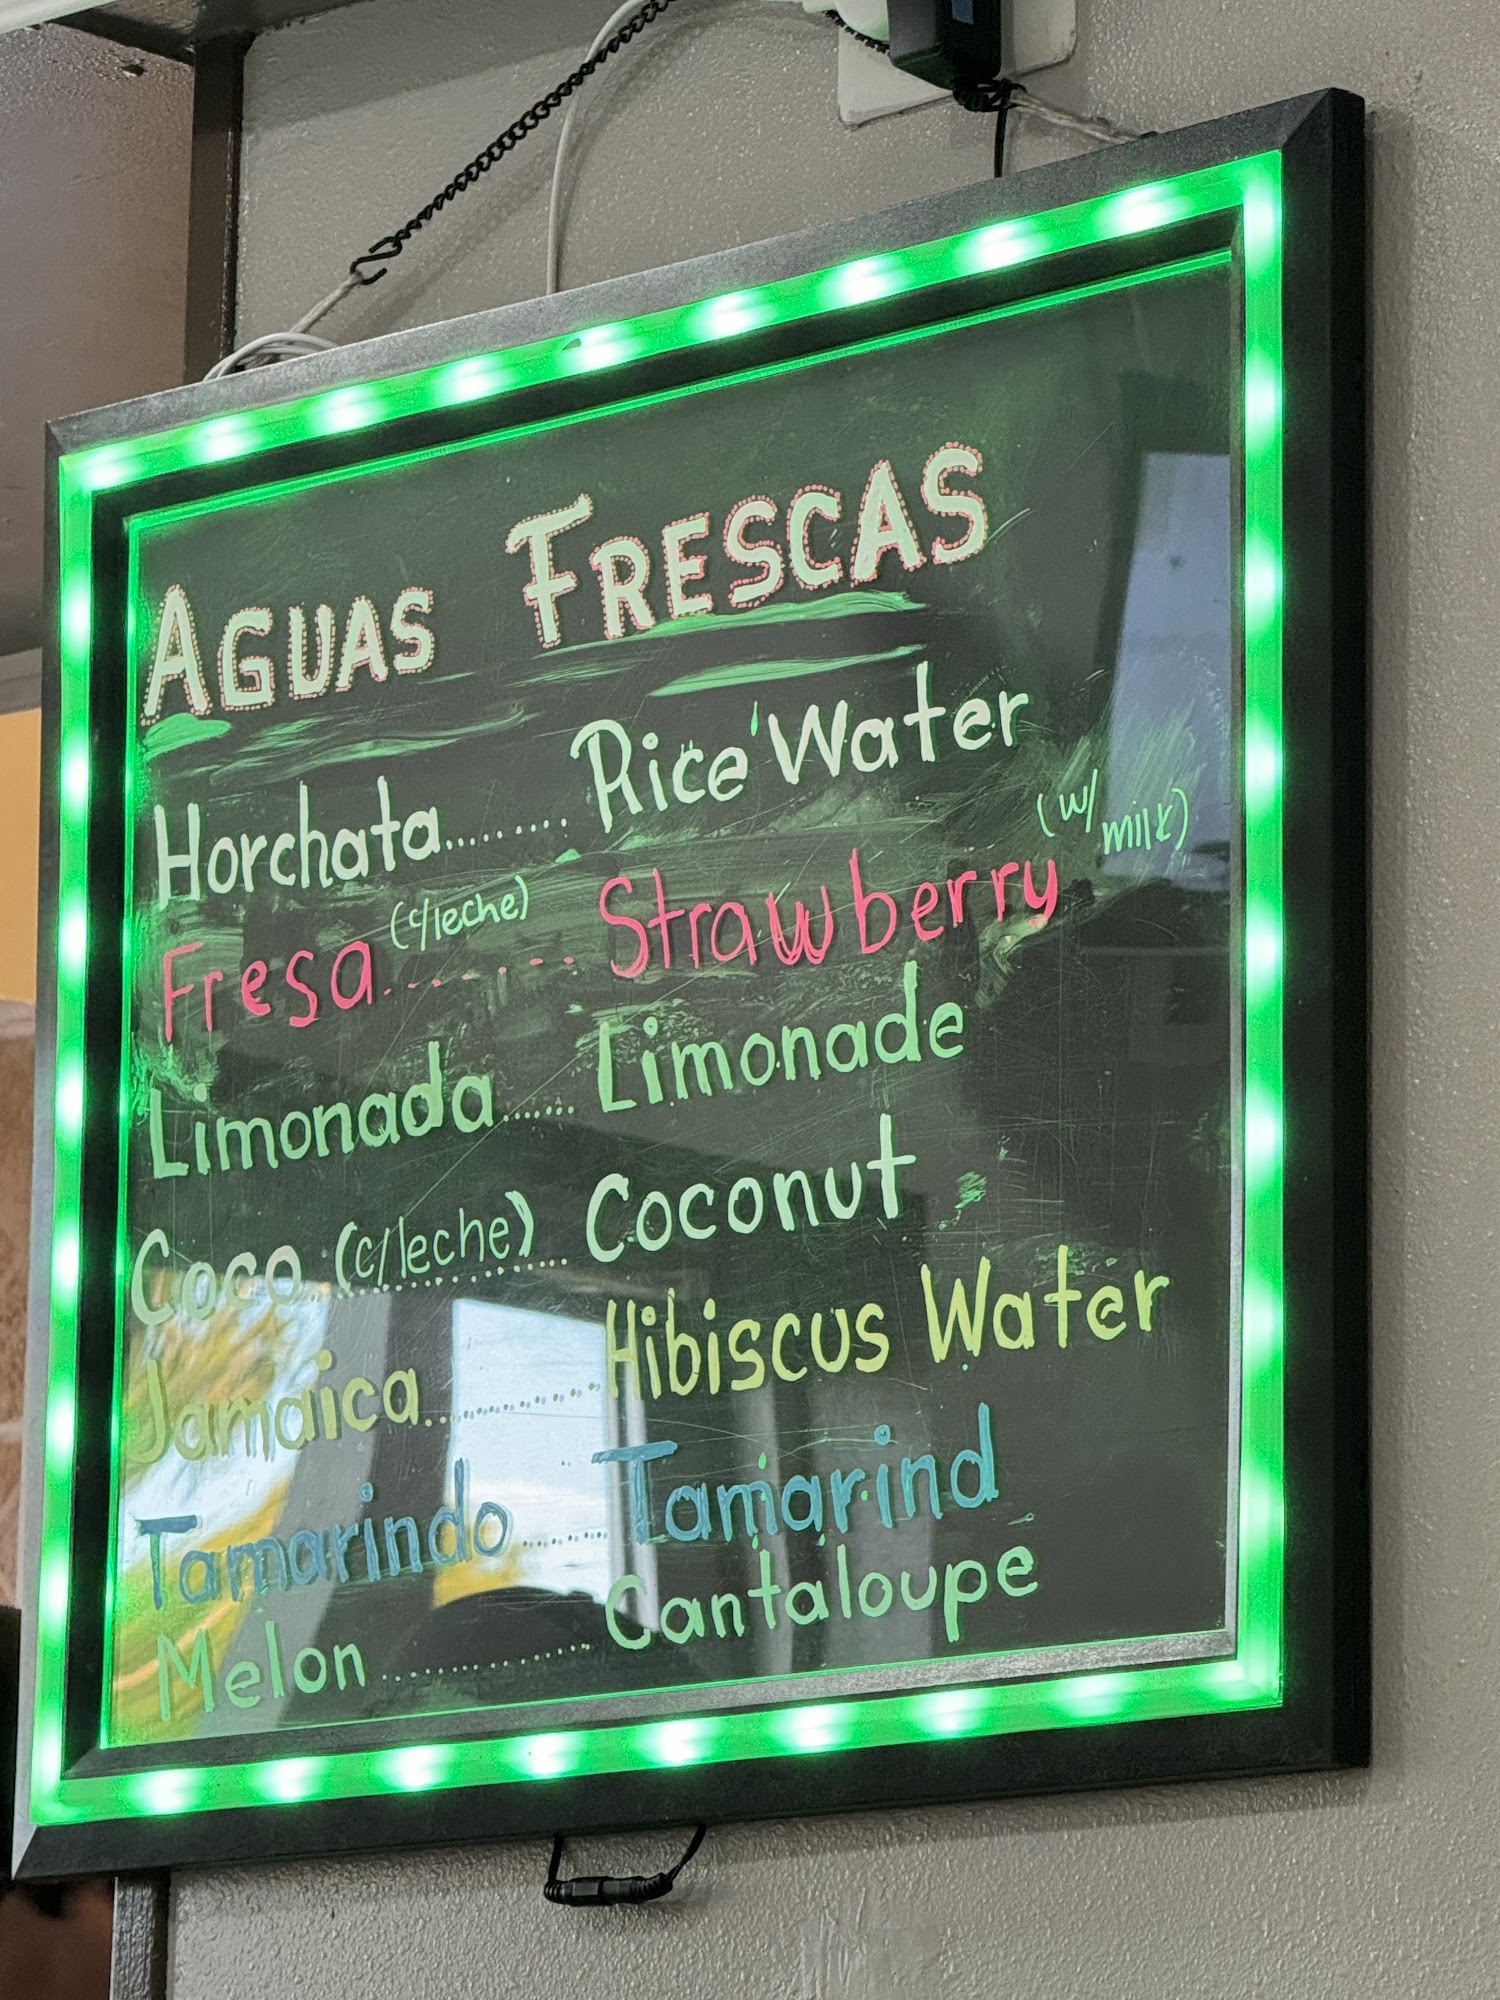 AGUAS FRESCAS
Horchata......... Rice Water
Fresa (c/leche)....... Strawberry (w/ milk)
Limonada....... Limonade
Coco (c/leche)............ Coconut
Jamaica............ Hibiscus Water
Tamarindo......... Tamarind
Melon................ Cantaloupe